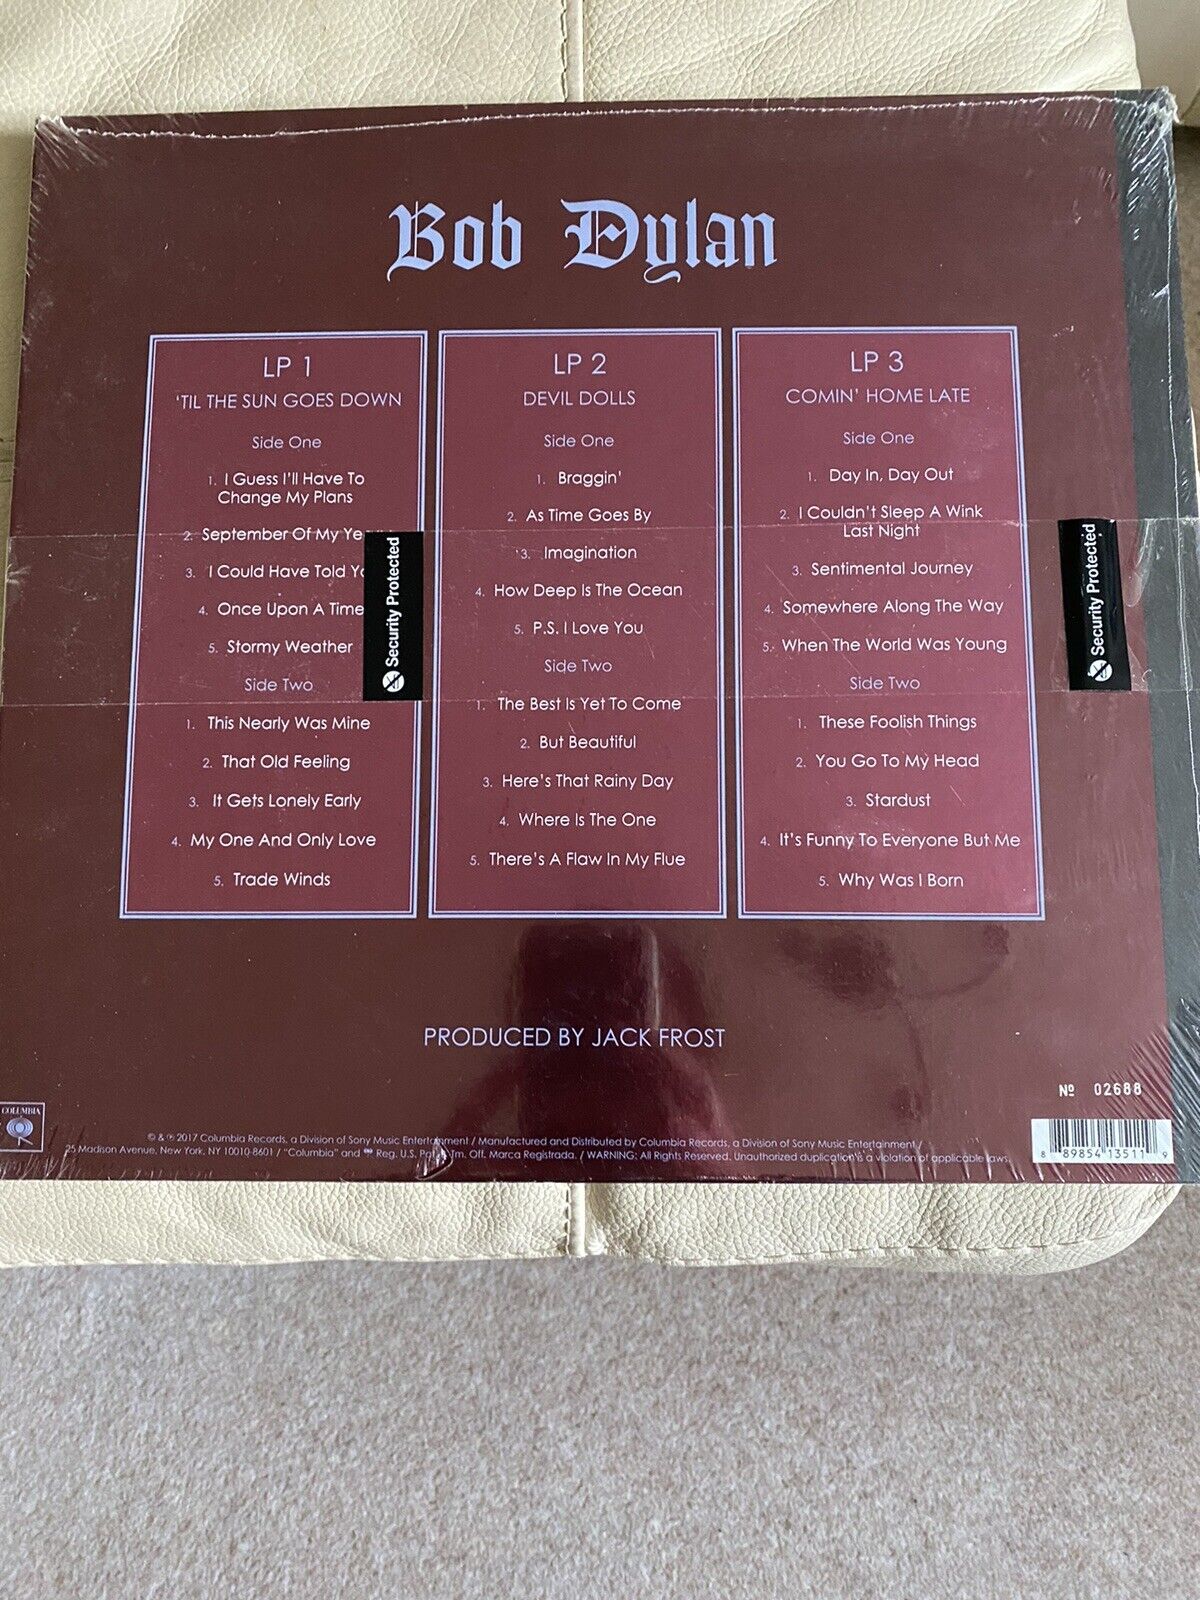 Bob Dylan
LP 1
'TIL THE SUN GOES DOWN
Side One
1. I Guess I'll Have To
Change My Plans
2. September Of My Ye
3. I Could Have Told Yo
4. Once Upon A Time
5. Stormy Weather
Side Two
1. This Nearly Was Mine
2. That Old Feeling
3. It Gets Lonely Early
4. My One And Only Love
5. Trade Winds
LP 2
DEVIL DOLLS
Side One
1. Braggin'
2. As Time Goes By
3. Imagination
4. How Deep Is The Ocean
5. P.S. I Love You
Side Two
1. The Best Is Yet To Come
2. But Beautiful
3. Here's That Rainy Day
4. Where Is The One
5. There's A Flaw In My Flue
LP 3
COMIN' HOME LATE
Side One
1. Day In, Day Out
2. I Couldn't Sleep A Wink
Last Night
3. Sentimental Journey
4. Somewhere Along The Way
5. When The World Was Young
Side Two
1. These Foolish Things
2. You Go To My Head
3. Stardust
4. It's Funny To Everyone But Me
5. Why Was I Born
Security Protected
Security Protected
PRODUCED BY JACK FROST
Nº 02688
COLUMBIA
© & ℗ 2017 Columbia Records, a Division of Sony Music Entertainment / Manufactured and Distributed by Columbia Records, a Division of Sony Music Entertainment /
25 Madison Avenue, New York, NY 10010-8601 / "Columbia" and Reg. U.S. Pat. & Tm. Off. Marca Registrada. / WARNING: All Rights Reserved. Unauthorized duplication is a violation of applicable laws.
8 89854 13511 9